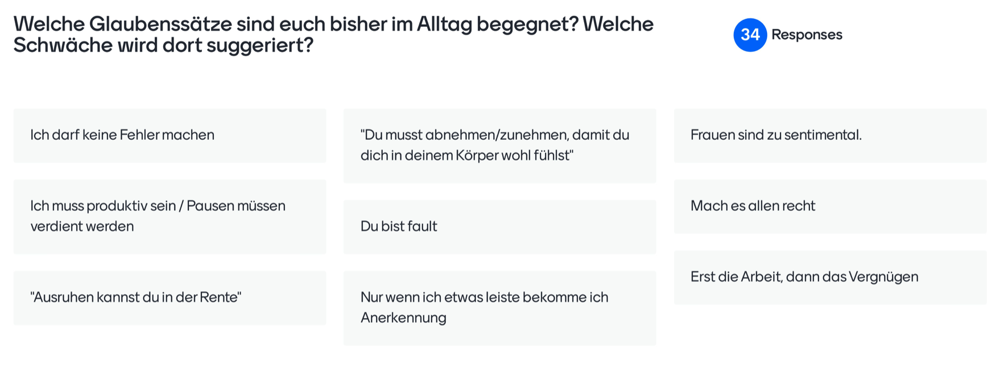 Welche Glaubenssätze sind euch bisher im Alltag begegnet? Welche
Schwäche wird dort suggeriert?
34 Responses
Ich darf keine Fehler machen
Ich muss produktiv sein / Pausen müssen
verdient werden
"Ausruhen kannst du in der Rente"
"Du musst abnehmen/zunehmen, damit du
dich in deinem Körper wohl fühlst"
Du bist fault
Nur wenn ich etwas leiste bekomme ich
Anerkennung
Frauen sind zu sentimental.
Mach es allen recht
Erst die Arbeit, dann das Vergnügen